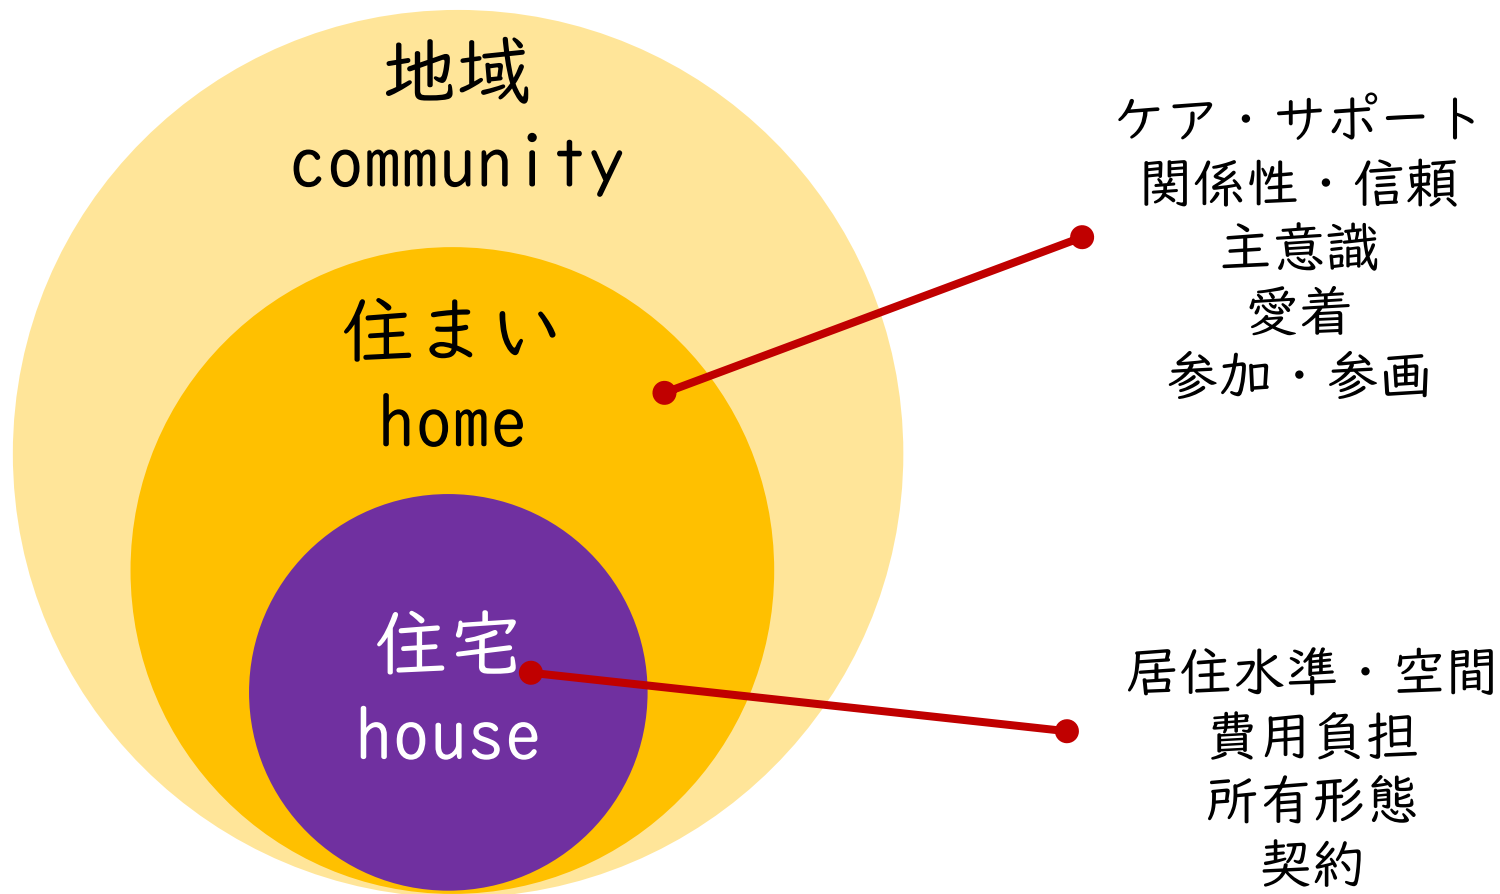 地域
community
住まい
home
住宅
house
ケア・サポート
関係性・信頼
主意識
愛着
参加・参画
居住水準・空間
費用負担
所有形態
契約